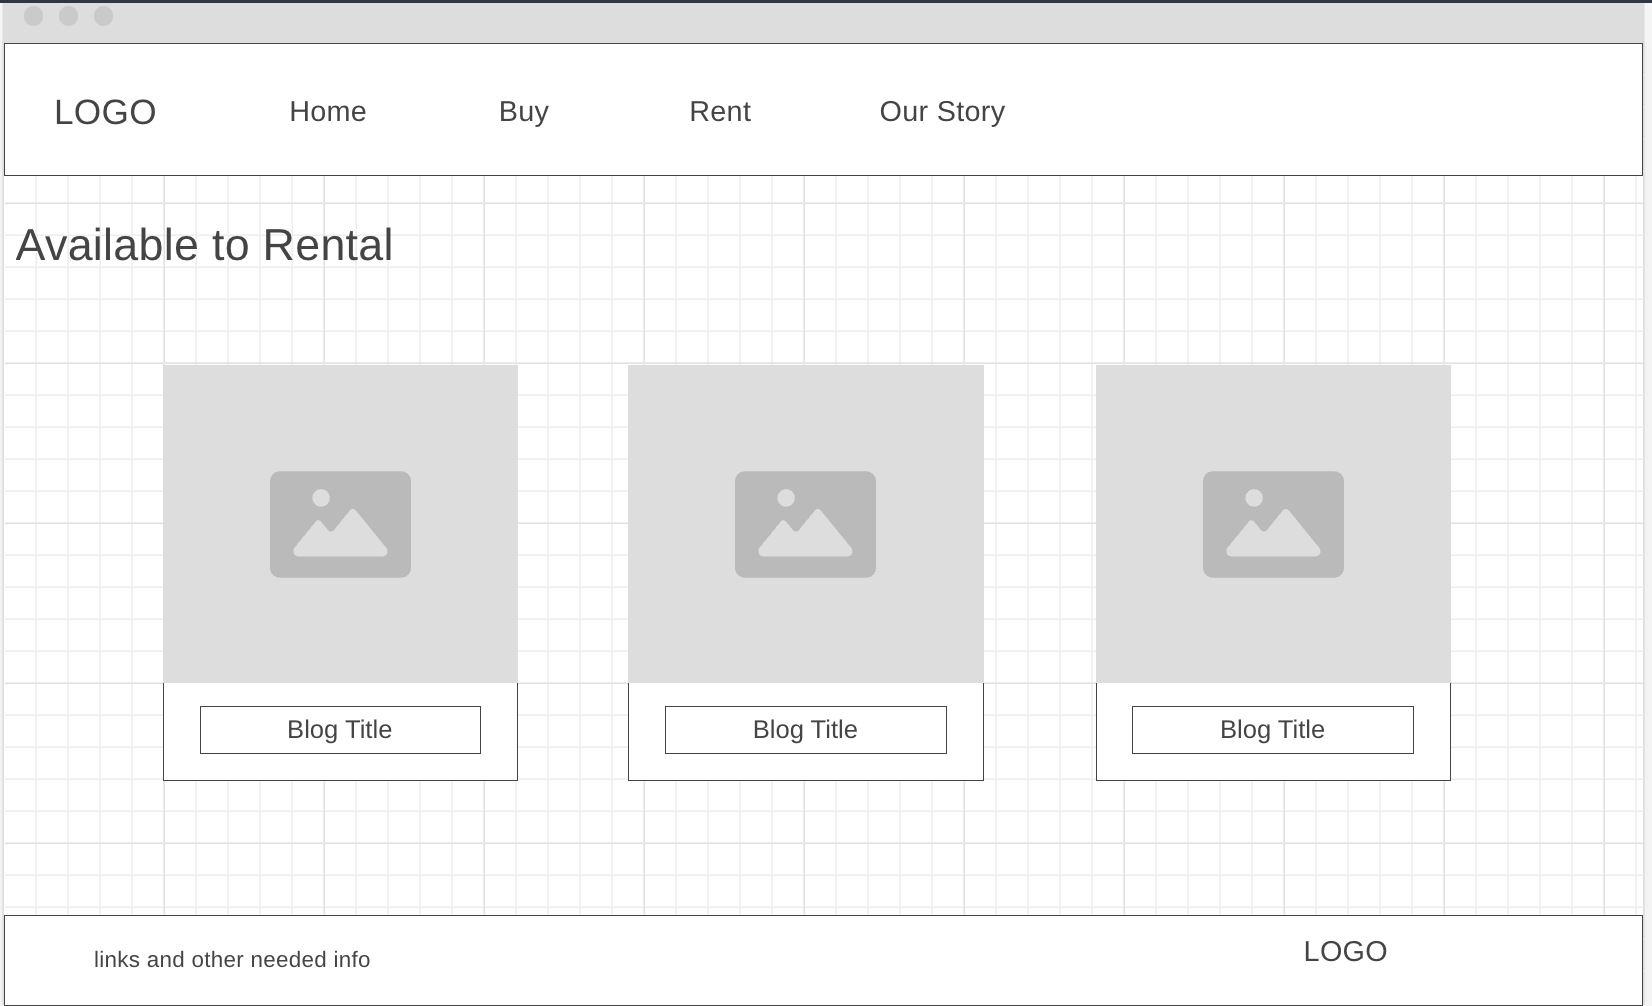 LOGO
Home
Buy
Rent
Our Story
Available to Rental
Blog Title
Blog Title
Blog Title
links and other needed info
LOGO